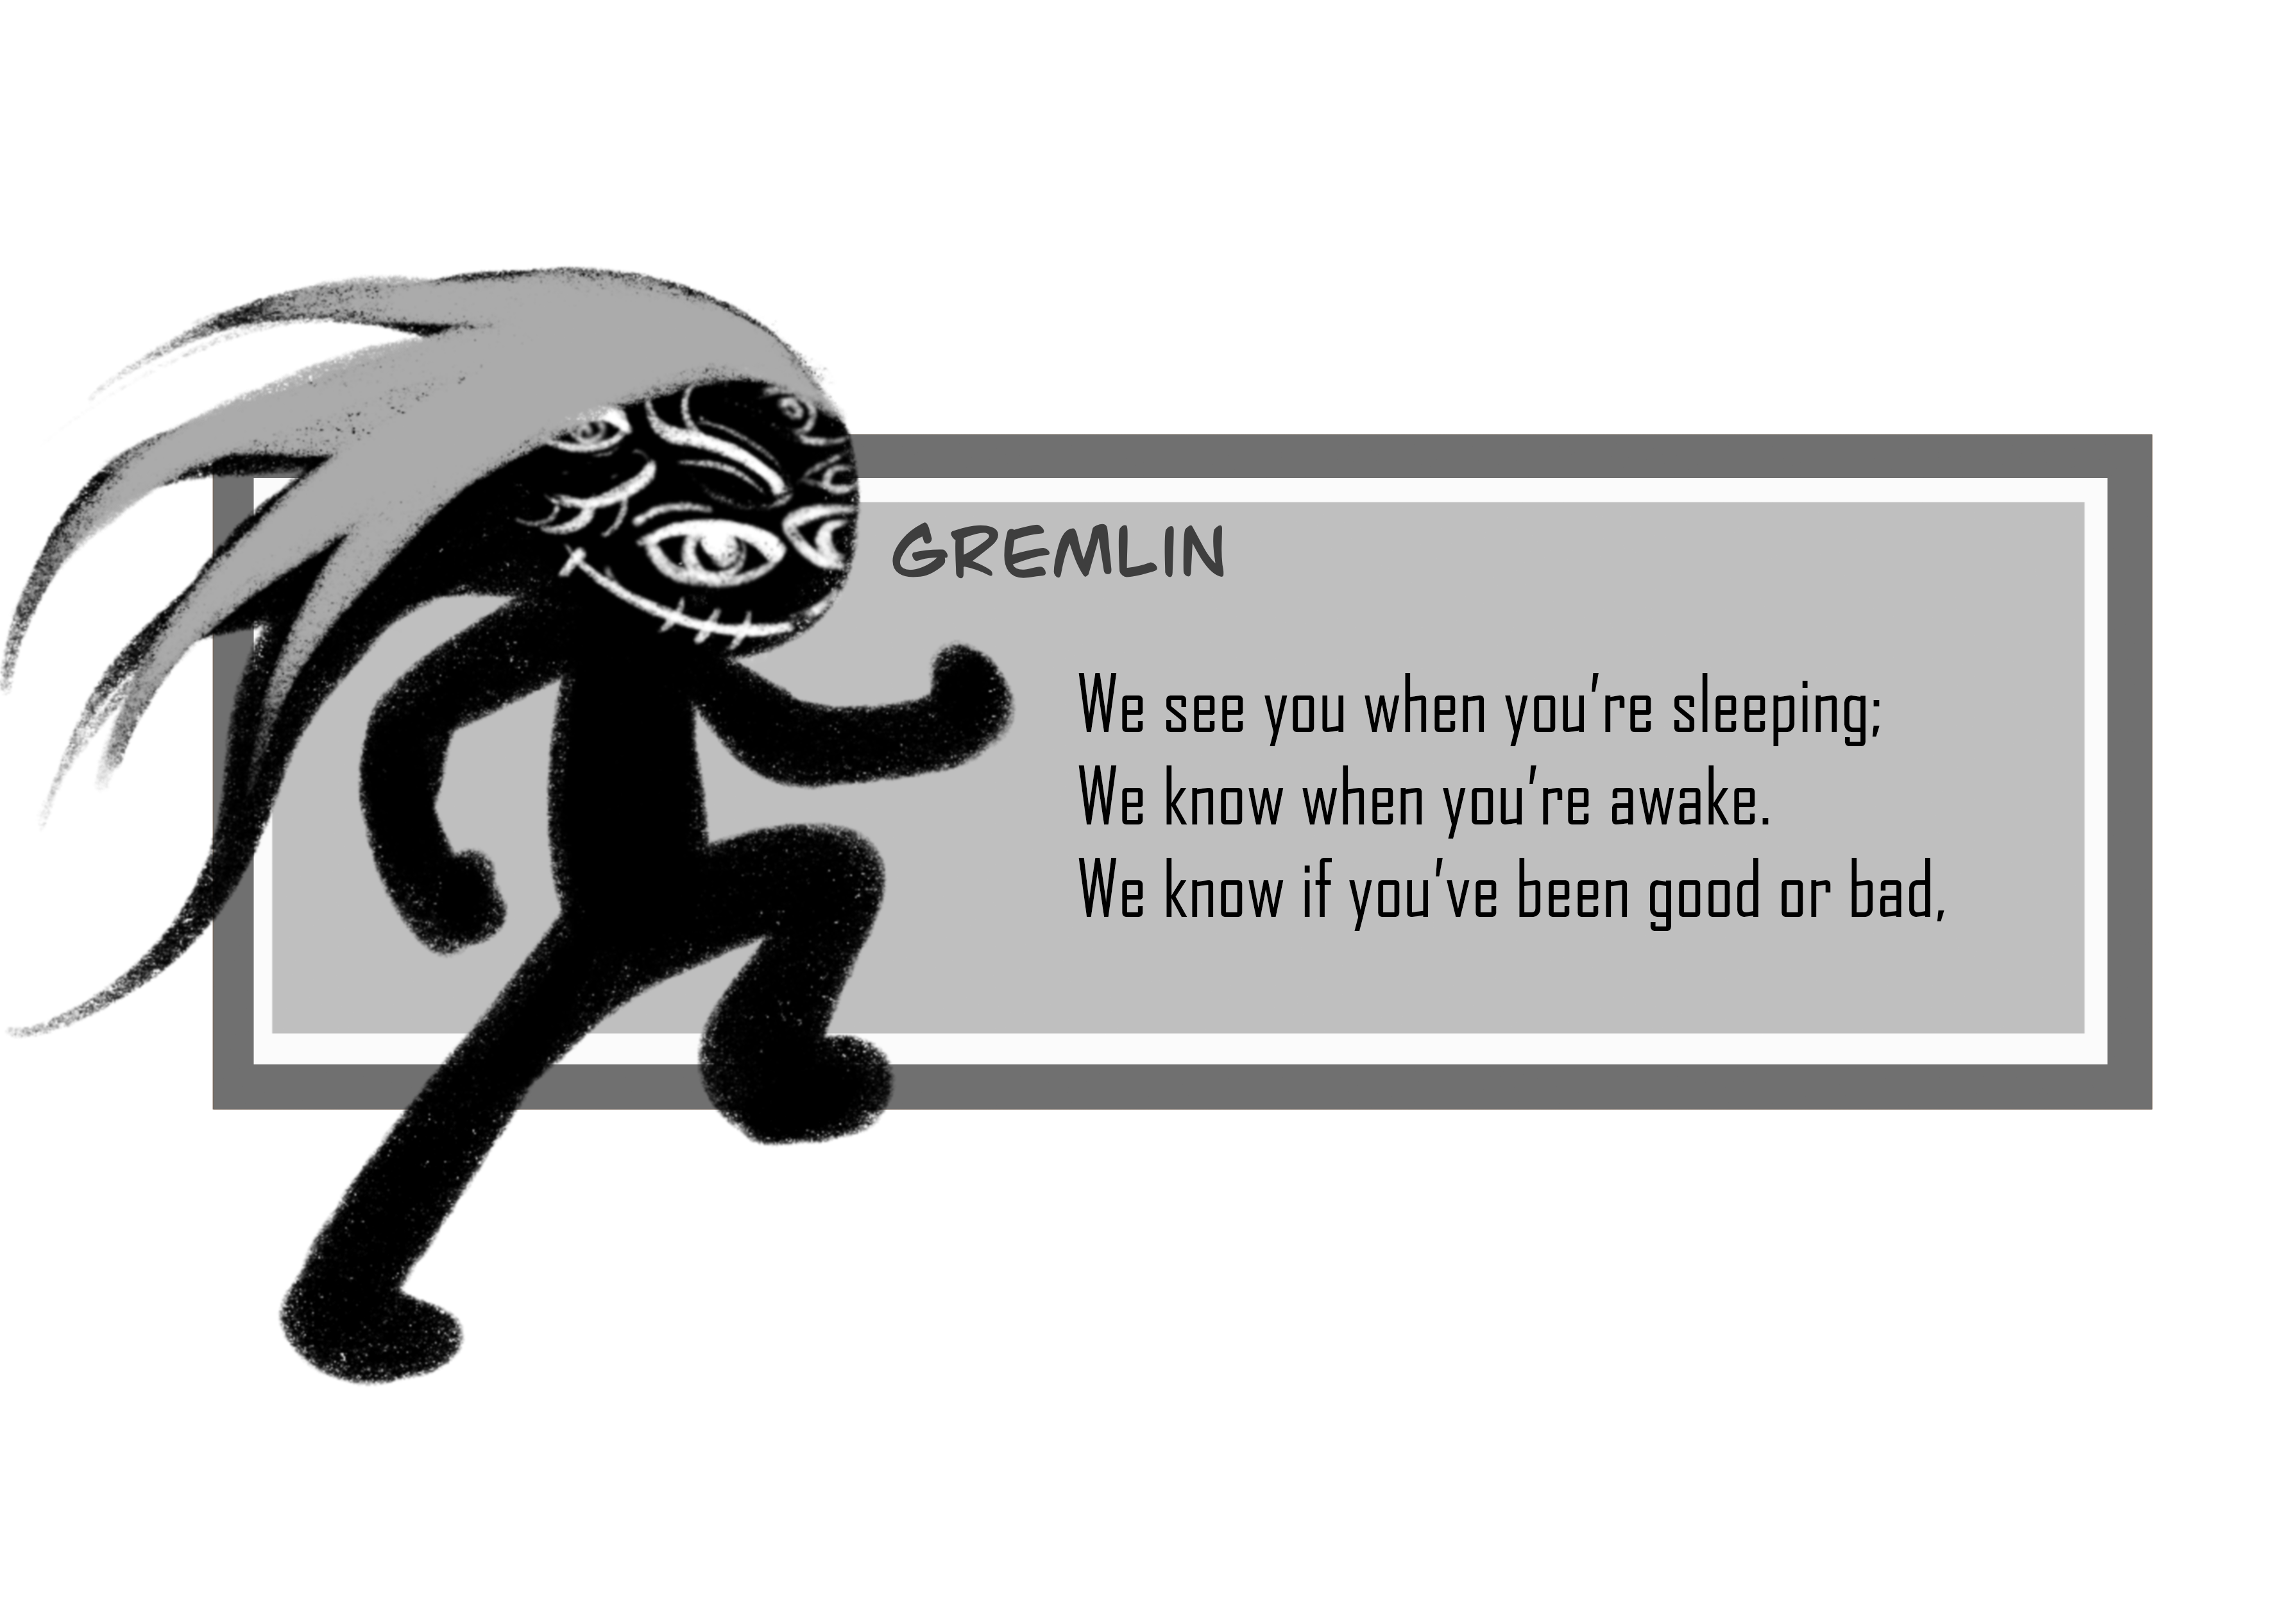 GREMLIN
We see you when you're sleeping;
We know when you're awake.
We know if you've been good or bad,